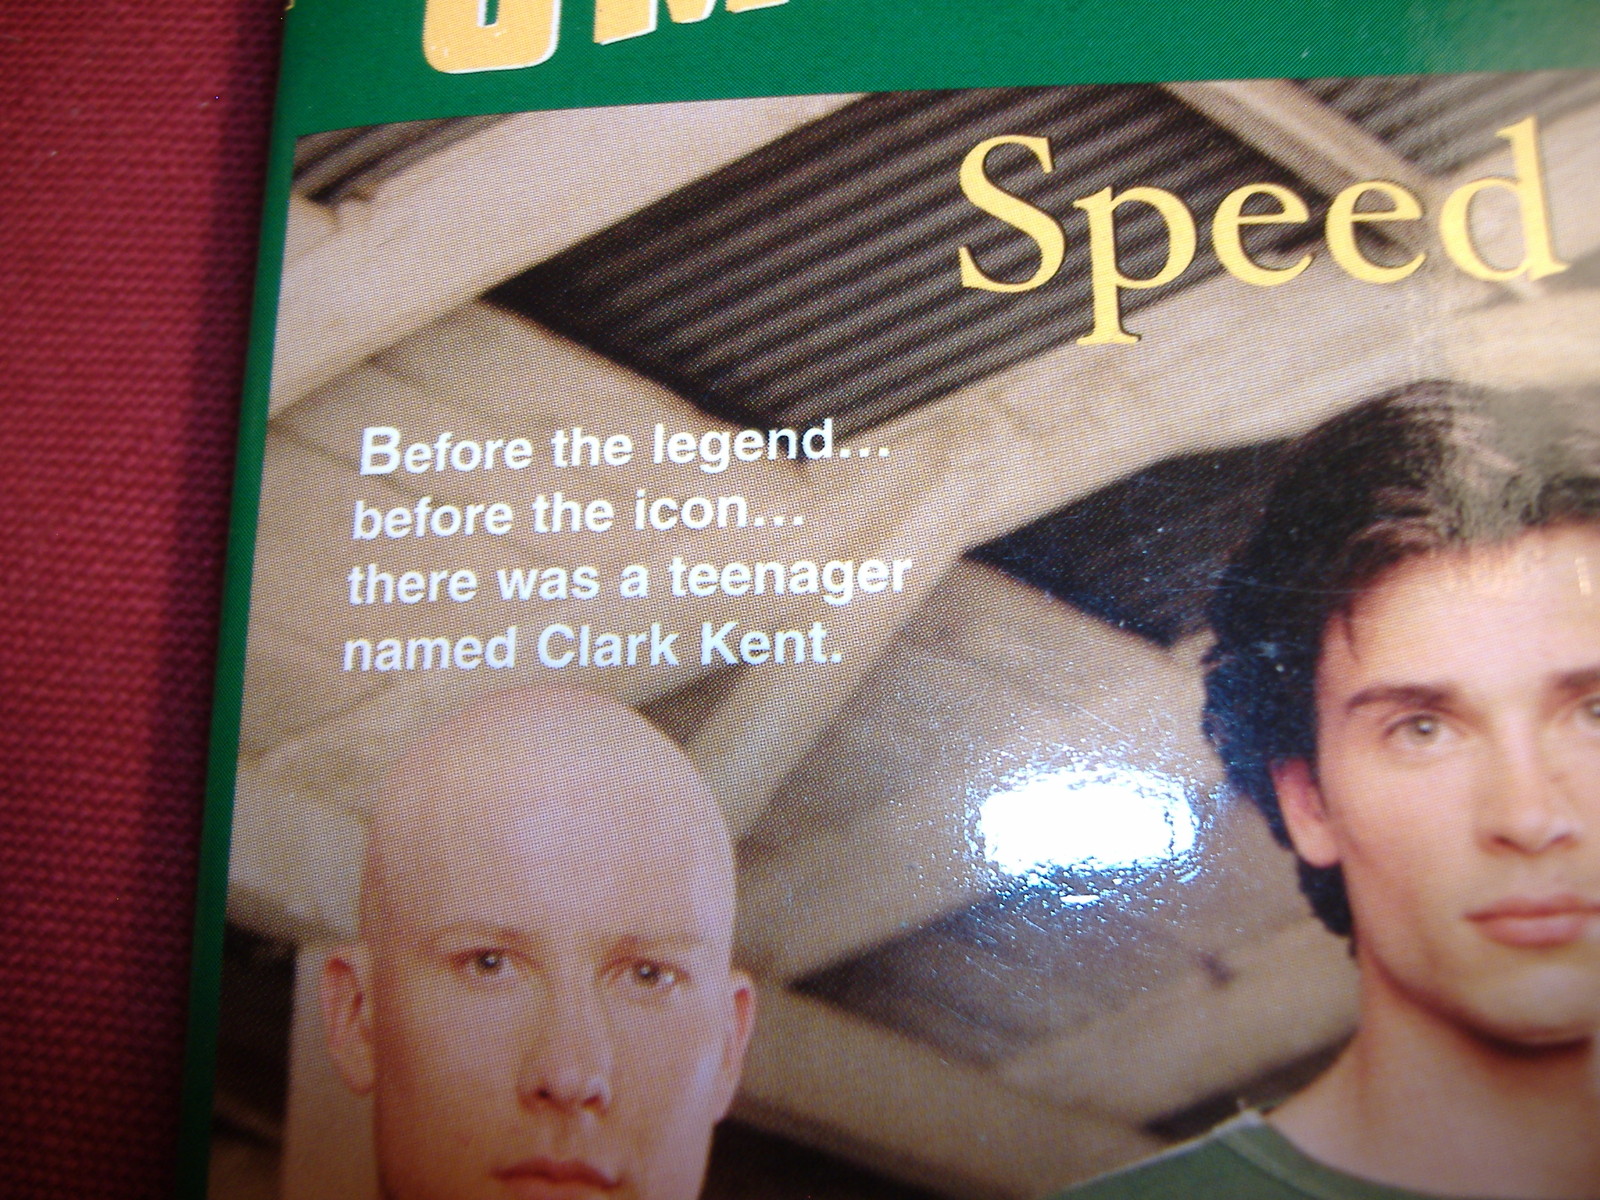 Speed
Before the legend...
before the icon...
there was a teenager
named Clark Kent.